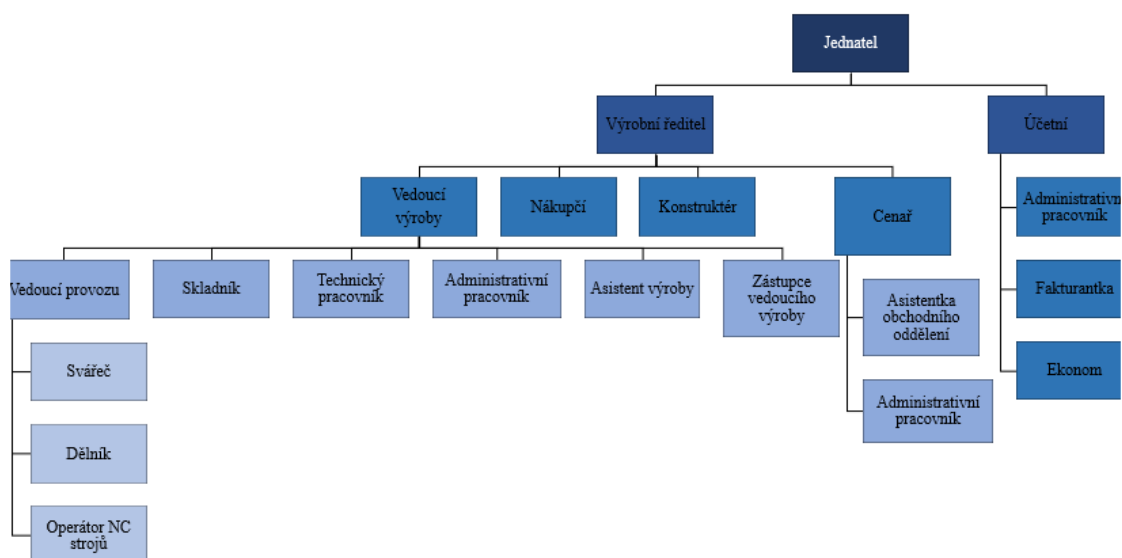 Jednatel
Výrobní ředitel
Účetní
Vedoucí
výroby
Nákupčí
Konstruktér
Cenař
Administrativn
pracovník
Vedoucí provozu
Skladník
Technický
pracovník
Administrativní
pracovník
Asistent výroby
Zástupce
vedoucího
výroby
Asistentka
obchodního
oddělení
Fakturantka
Svářeč
Ekonom
Administrativní
pracovník
Dělník
Operátor NC
strojů